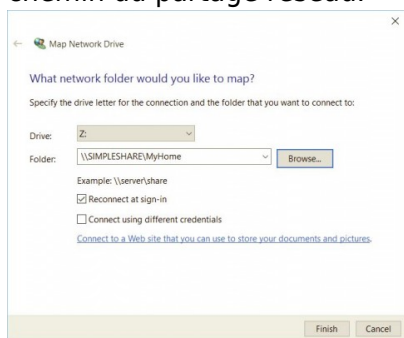 chemin du partage réseau.
Map Network Drive
What network folder would you like to map?
Specify the drive letter for the connection and the folder that you want to connect to:
Drive: Z:
Folder: \\SIMPLESHARE\MyHome Browse...
Example: \\server\share
Reconnect at sign-in
Connect using different credentials
Connect to a Web site that you can use to store your documents and pictures.
Finish Cancel